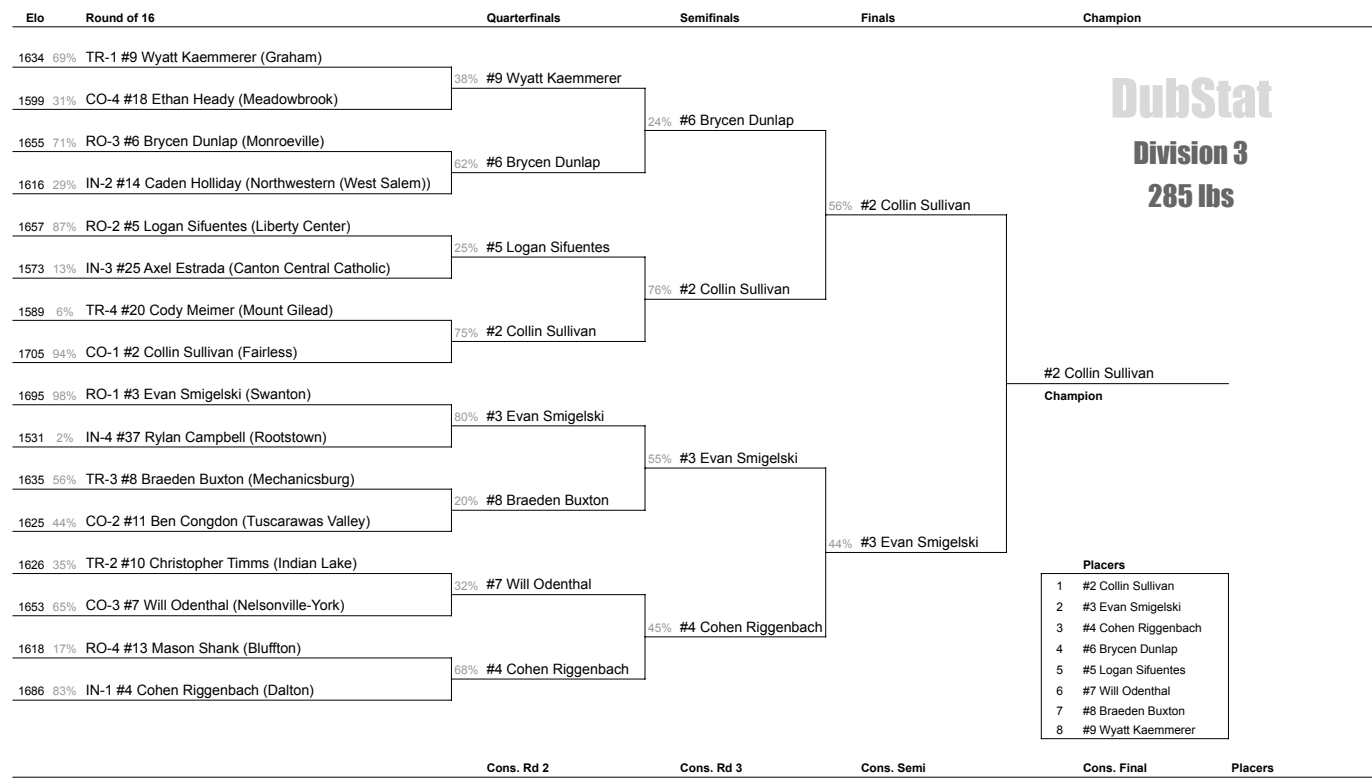 Elo Round of 16 Quarterfinals Semifinals Finals Champion
1634 69% TR-1 #9 Wyatt Kaemmerer (Graham)
38% #9 Wyatt Kaemmerer
1599 31% CO-4 #18 Ethan Heady (Meadowbrook)
24% #6 Brycen Dunlap
1655 71% RO-3 #6 Brycen Dunlap (Monroeville)
62% #6 Brycen Dunlap
1616 29% IN-2 #14 Caden Holliday (Northwestern (West Salem))
56% #2 Collin Sullivan
1657 87% RO-2 #5 Logan Sifuentes (Liberty Center)
25% #5 Logan Sifuentes
1573 13% IN-3 #25 Axel Estrada (Canton Central Catholic)
76% #2 Collin Sullivan
1589 6% TR-4 #20 Cody Meimer (Mount Gilead)
75% #2 Collin Sullivan
1705 94% CO-1 #2 Collin Sullivan (Fairless)
#2 Collin Sullivan
Champion
1695 98% RO-1 #3 Evan Smigelski (Swanton)
80% #3 Evan Smigelski
1531 2% IN-4 #37 Rylan Campbell (Rootstown)
55% #3 Evan Smigelski
1635 56% TR-3 #8 Braeden Buxton (Mechanicsburg)
20% #8 Braeden Buxton
1625 44% CO-2 #11 Ben Congdon (Tuscarawas Valley)
44% #3 Evan Smigelski
1626 35% TR-2 #10 Christopher Timms (Indian Lake)
32% #7 Will Odenthal
1653 65% CO-3 #7 Will Odenthal (Nelsonville-York)
45% #4 Cohen Riggenbach
1618 17% RO-4 #13 Mason Shank (Bluffton)
68% #4 Cohen Riggenbach
1686 83% IN-1 #4 Cohen Riggenbach (Dalton)
DubStat
Division 3
285 lbs
Placers
1 #2 Collin Sullivan
2 #3 Evan Smigelski
3 #4 Cohen Riggenbach
4 #6 Brycen Dunlap
5 #5 Logan Sifuentes
6 #7 Will Odenthal
7 #8 Braeden Buxton
8 #9 Wyatt Kaemmerer
Cons. Rd 2 Cons. Rd 3 Cons. Semi Cons. Final Placers